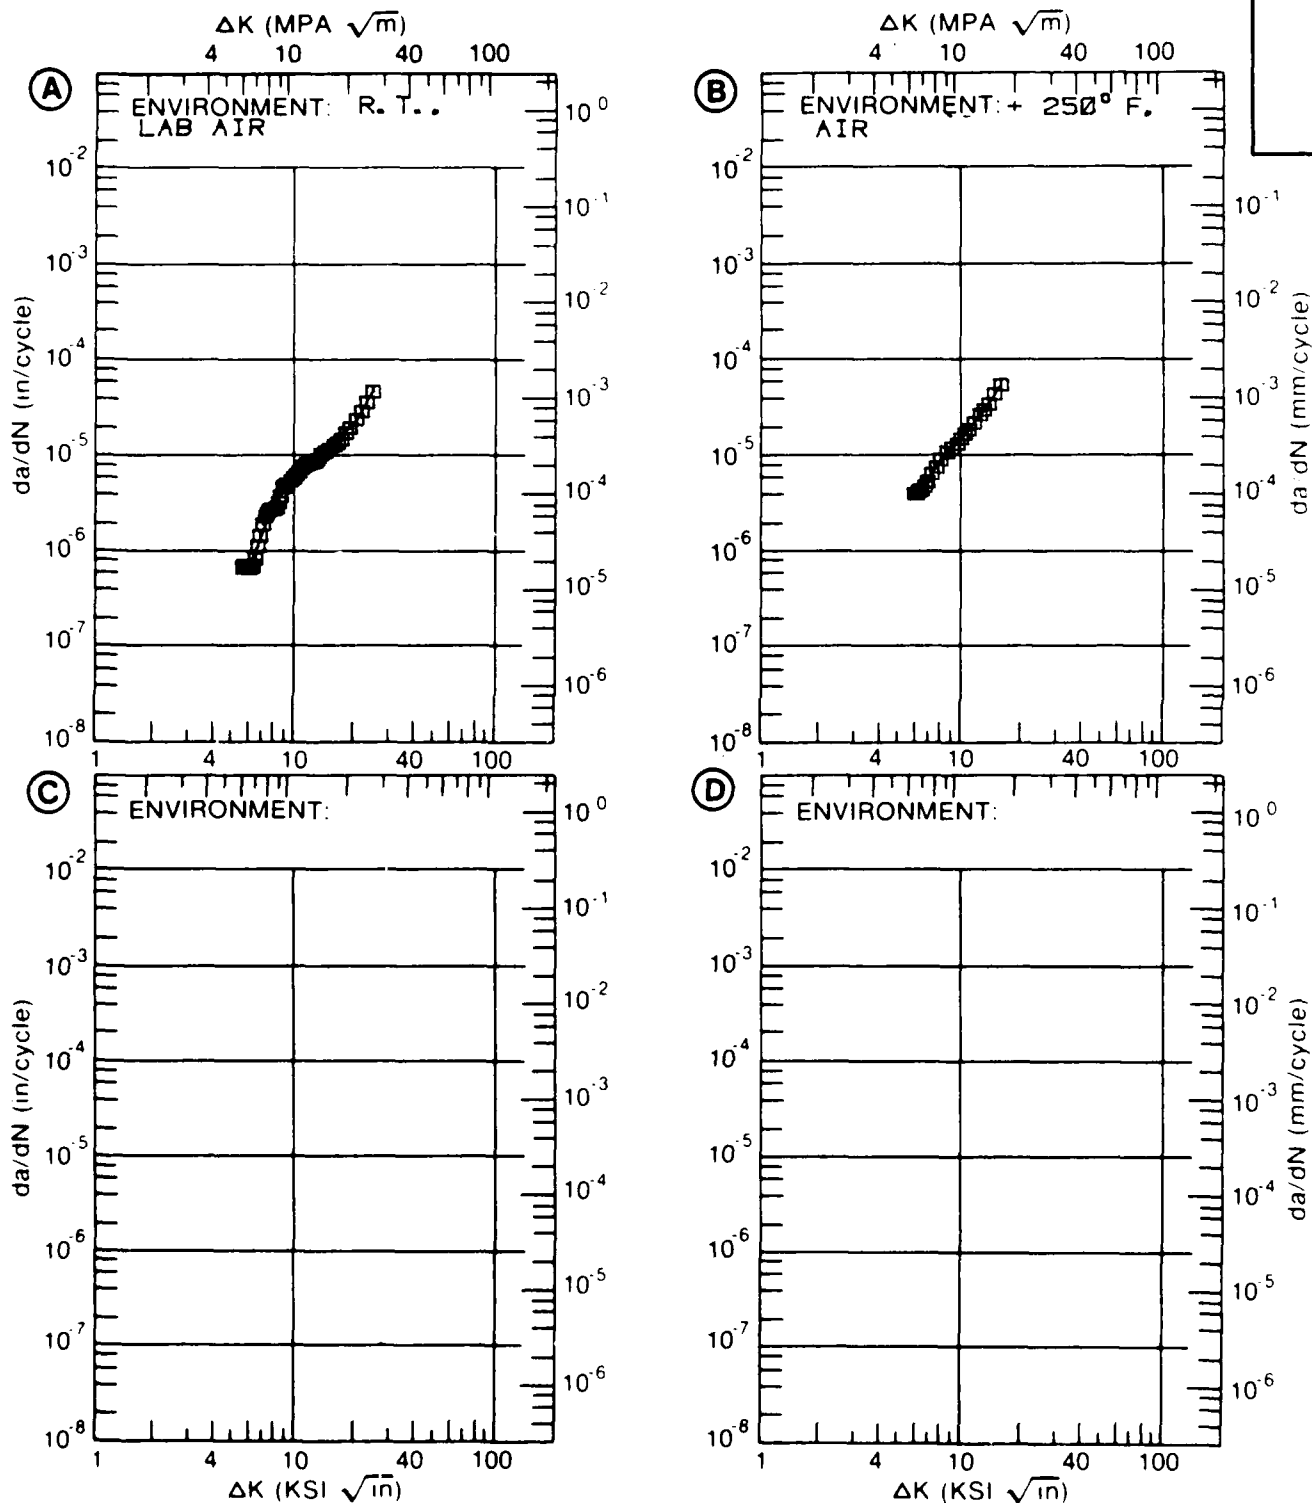 ΔK (MPA √m)
4 10 40 100
A
ENVIRONMENT: R.T..
LAB AIR
da/dN (in/cycle)
10^-2
10^-3
10^-4
10^-5
10^-6
10^-7
10^-8
10^0
10^-1
10^-2
10^-3
10^-4
10^-5
10^-6
1 4 10 40 100
ΔK (MPA √m)
4 10 40 100
B
ENVIRONMENT: + 250° F.
AIR
10^-2
10^-3
10^-4
10^-5
10^-6
10^-7
10^-8
10^-1
10^-2
10^-3
10^-4
10^-5
10^-6
da/dN (mm/cycle)
1 4 10 40 100
C
ENVIRONMENT:
da/dN (in/cycle)
10^-2
10^-3
10^-4
10^-5
10^-6
10^-7
10^-8
10^0
10^-1
10^-2
10^-3
10^-4
10^-5
10^-6
1 4 10 40 100
ΔK (KSI √in)
D
ENVIRONMENT:
10^-2
10^-3
10^-4
10^-5
10^-6
10^-7
10^-8
10^0
10^-1
10^-2
10^-3
10^-4
10^-5
10^-6
da/dN (mm/cycle)
1 4 10 40 100
ΔK (KSI √in)